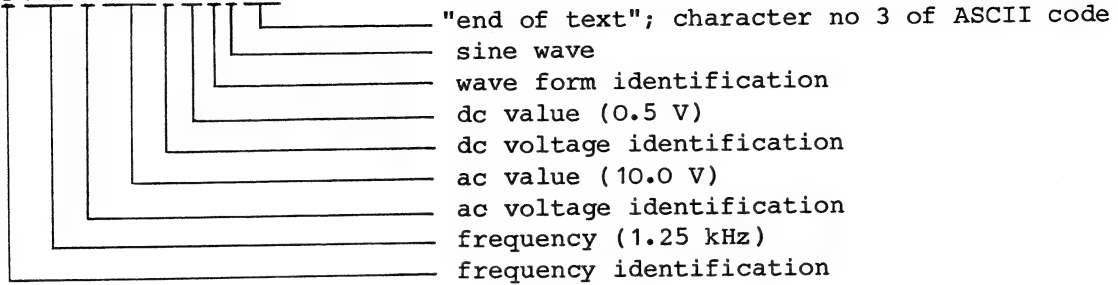 "end of text"; character no 3 of ASCII code
sine wave
wave form identification
dc value (0.5 V)
dc voltage identification
ac value (10.0 V)
ac voltage identification
frequency (1.25 kHz)
frequency identification